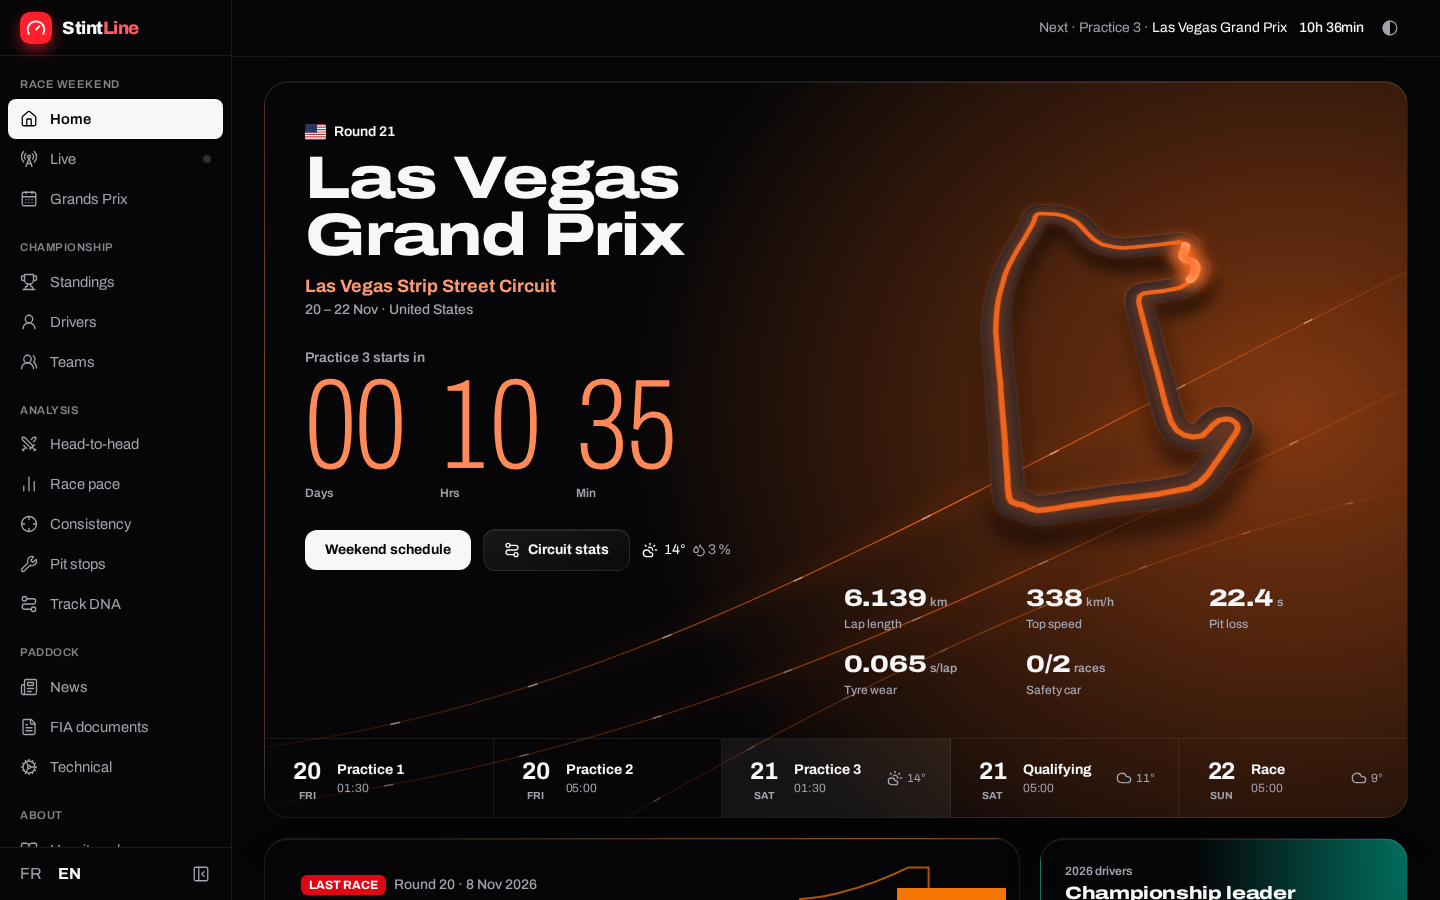 StintLine
Next · Practice 3 · Las Vegas Grand Prix 10h 36min
RACE WEEKEND
Home
Live
Grands Prix
CHAMPIONSHIP
Standings
Drivers
Teams
ANALYSIS
Head-to-head
Race pace
Consistency
Pit stops
Track DNA
PADDOCK
News
FIA documents
Technical
ABOUT
FR EN
Round 21
Las Vegas
Grand Prix
Las Vegas Strip Street Circuit
20 – 22 Nov · United States
Practice 3 starts in
00 10 35
Days Hrs Min
Weekend schedule
Circuit stats
14° 3 %
6.139 km
Lap length
338 km/h
Top speed
22.4 s
Pit loss
0.065 s/lap
Tyre wear
0/2 races
Safety car
20 FRI Practice 1 01:30
20 FRI Practice 2 05:00
21 SAT Practice 3 01:30 14°
21 SAT Qualifying 05:00 11°
22 SUN Race 05:00 9°
LAST RACE Round 20 · 8 Nov 2026
2026 drivers
Championship leader